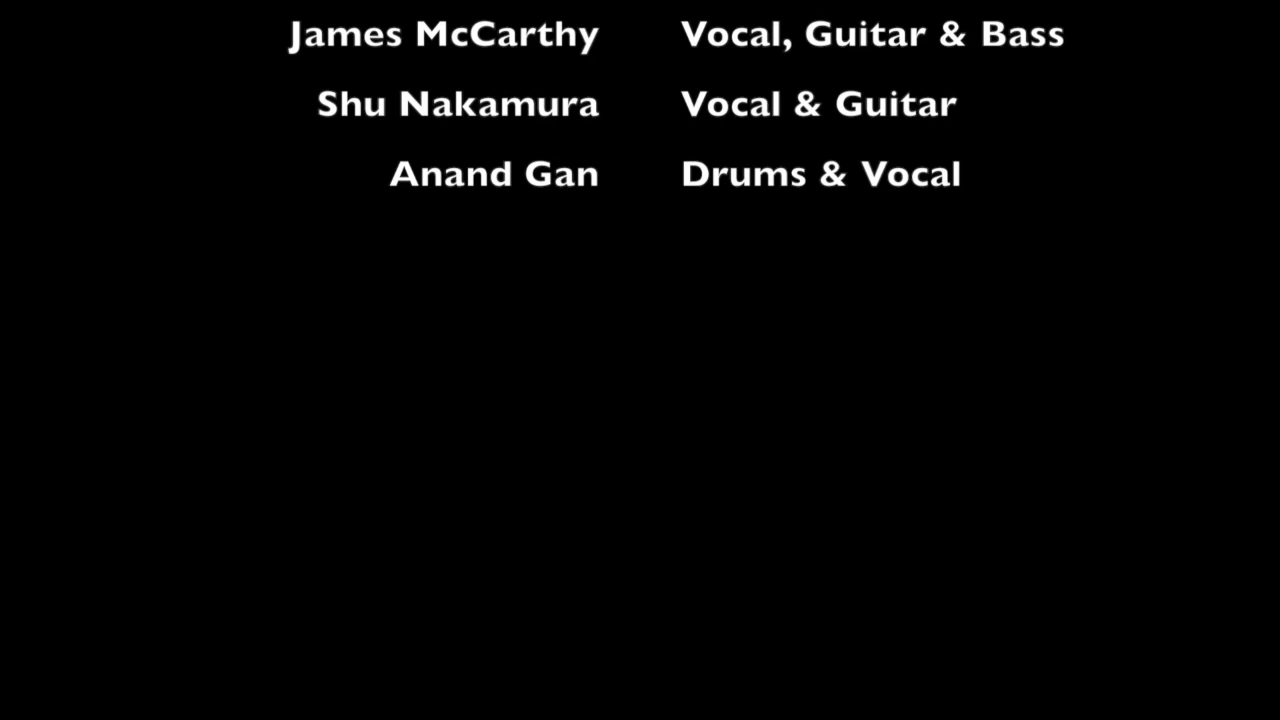 James McCarthy Vocal, Guitar & Bass
Shu Nakamura Vocal & Guitar
Anand Gan Drums & Vocal